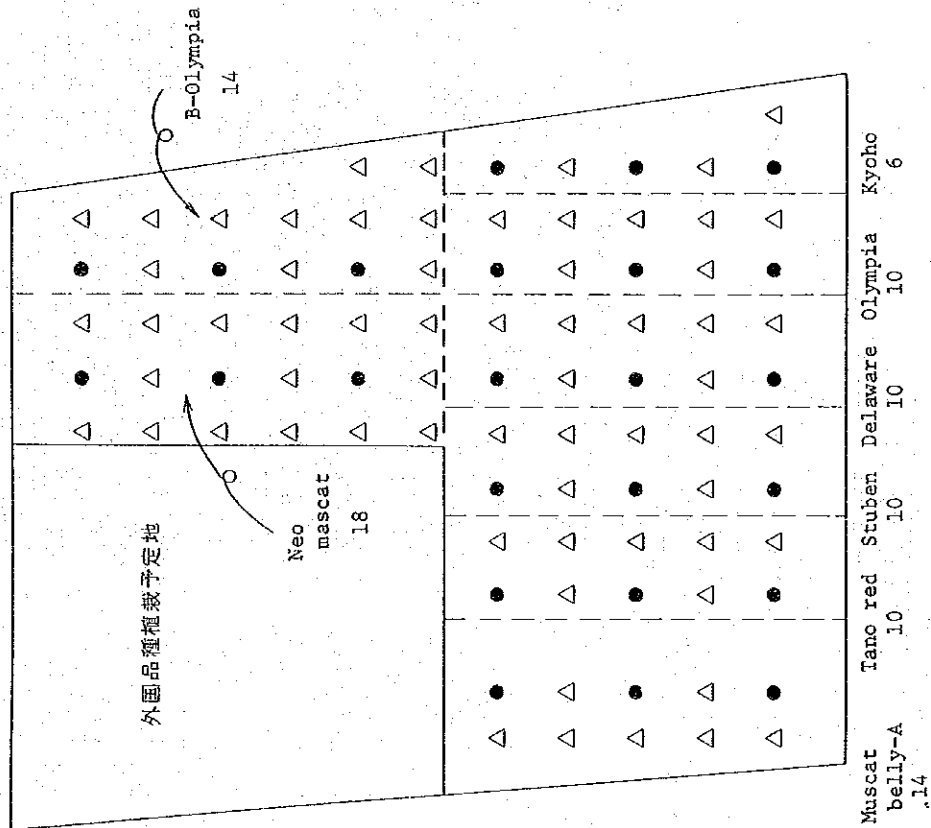 B-Olympia
14
外国品種植栽予定地
Neo
mascat
18
Muscat
belly-A
14
Tano red
10
Stuben
10
Delaware
10
Olympia
10
Kyoho
6